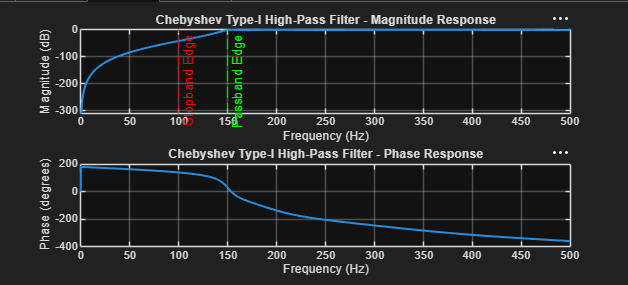 Chebyshev Type-I High-Pass Filter - Magnitude Response
Magnitude (dB)
0
-100
-200
-300
Stopband Edge
Passband Edge
0 50 100 150 200 250 300 350 400 450 500
Frequency (Hz)
Chebyshev Type-I High-Pass Filter - Phase Response
Phase (degrees)
200
0
-200
-400
0 50 100 150 200 250 300 350 400 450 500
Frequency (Hz)